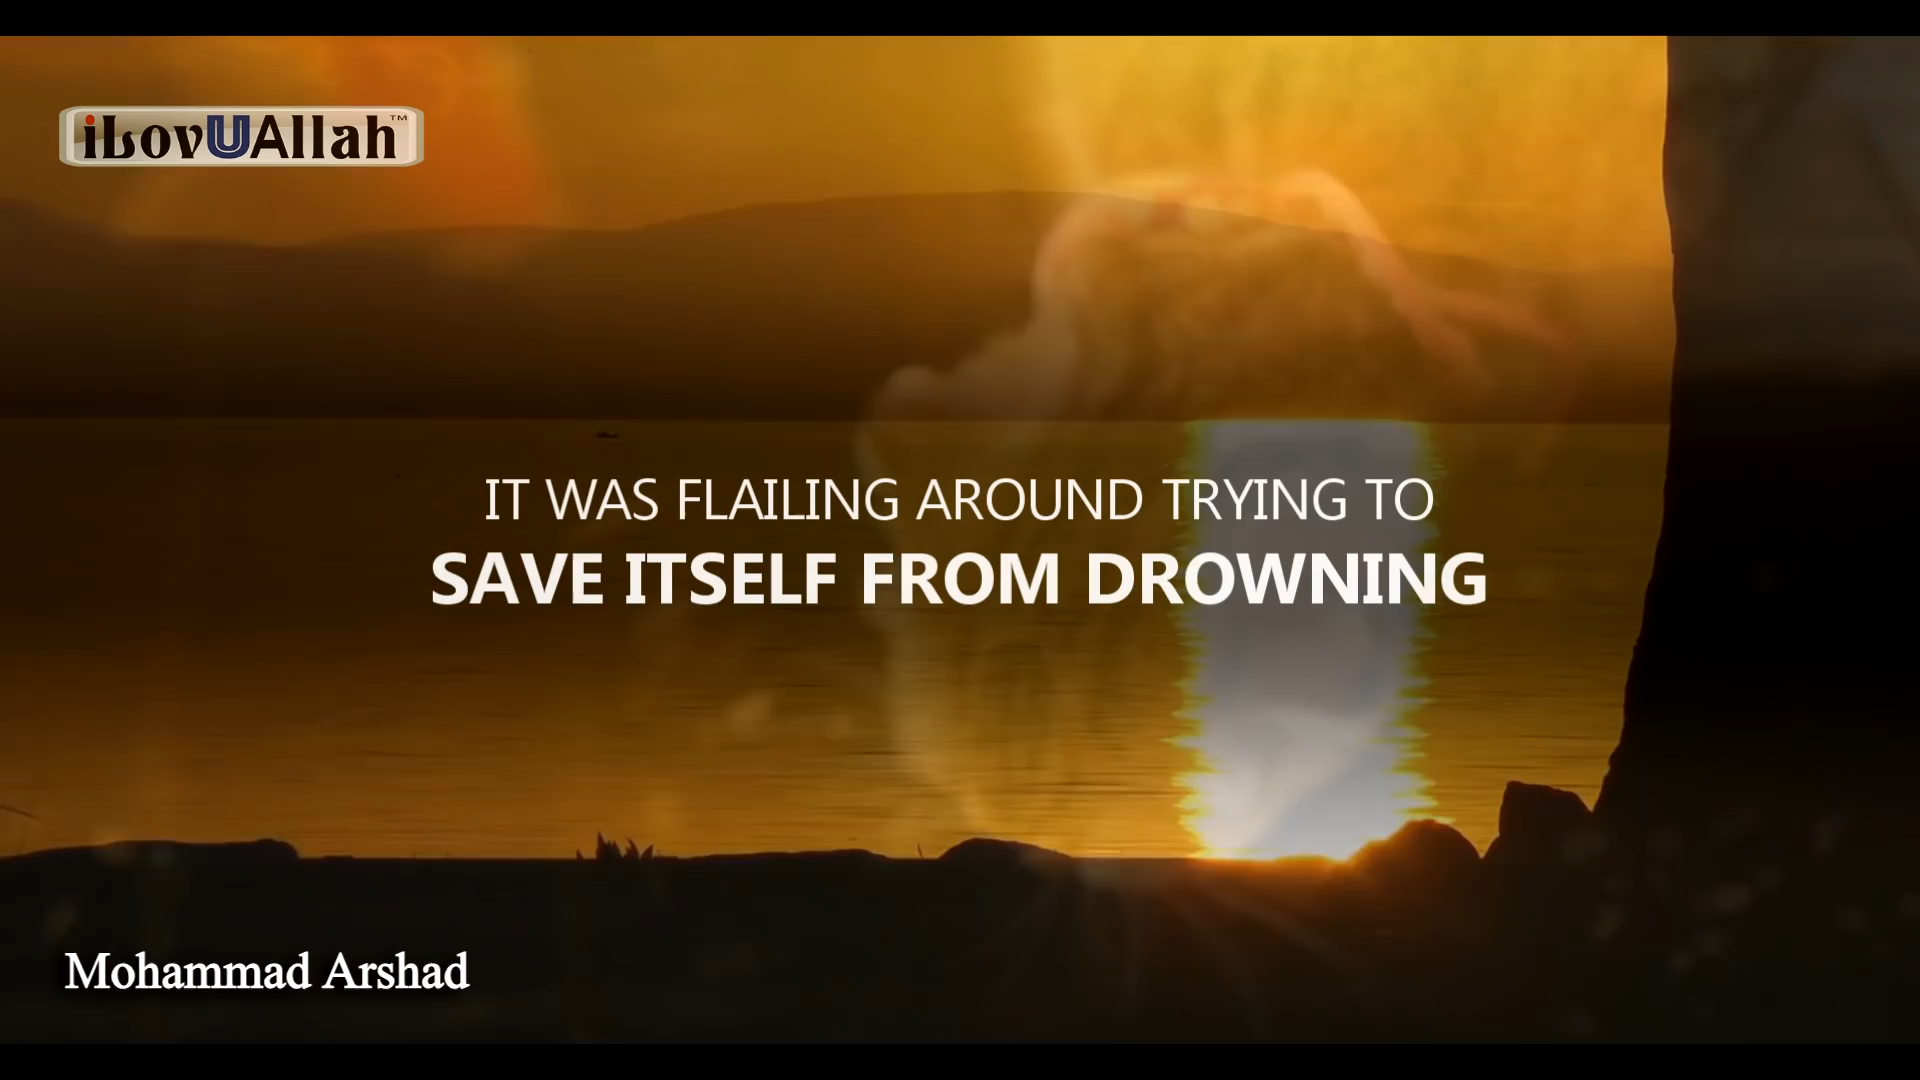 iLovUAllah™
IT WAS FLAILING AROUND TRYING TO
SAVE ITSELF FROM DROWNING
Mohammad Arshad